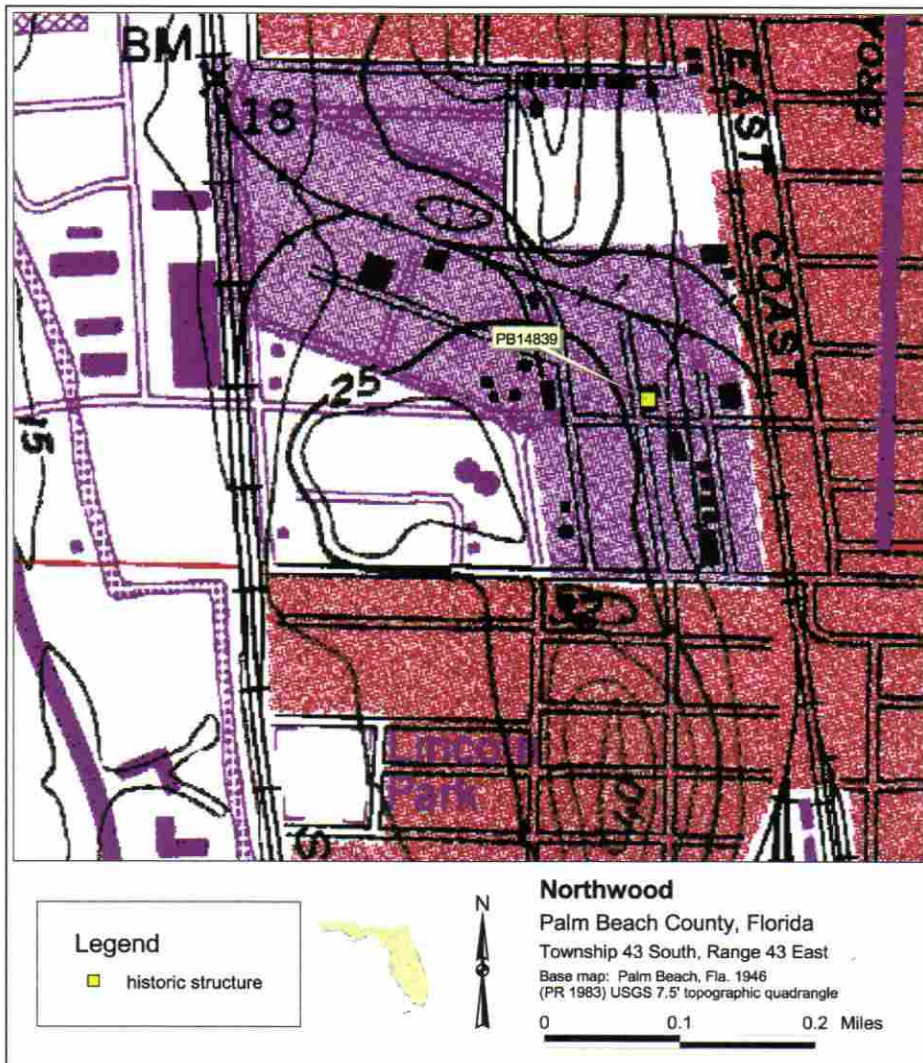 BM
18
EAST COAST
BROK
PB14839
25
15
Lincoln
Park
S
Legend
historic structure
N
Northwood
Palm Beach County, Florida
Township 43 South, Range 43 East
Base map: Palm Beach, Fla. 1946
(PR 1983) USGS 7.5' topographic quadrangle
0 0.1 0.2 Miles